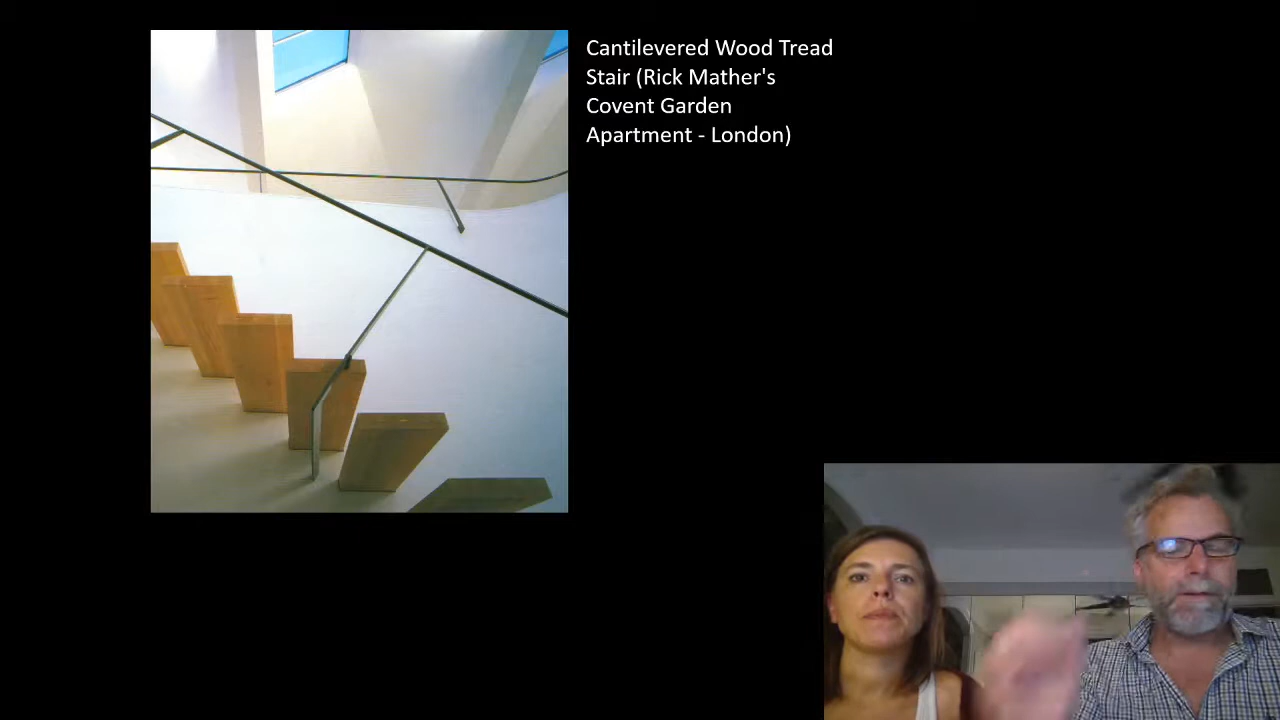 Cantilevered Wood Tread
Stair (Rick Mather's
Covent Garden
Apartment - London)